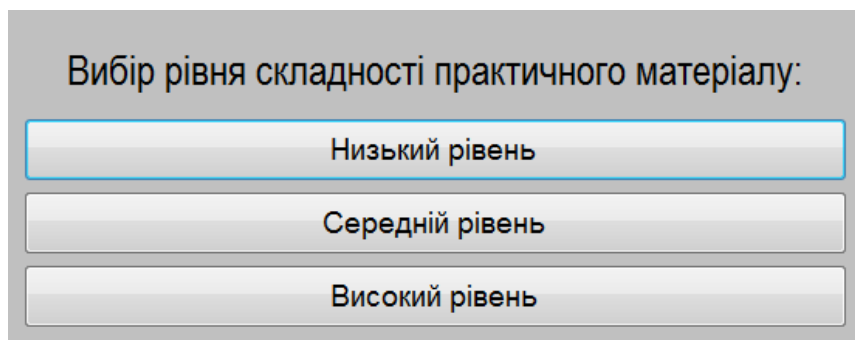 Вибір рівня складності практичного матеріалу:
Низький рівень
Середній рівень
Високий рівень